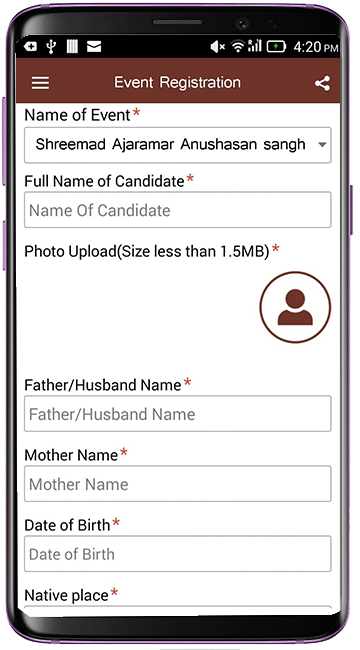 4:20 PM
Event Registration
Name of Event*
Shreemad Ajaramar Anushasan sangh
Full Name of Candidate*
Name Of Candidate
Photo Upload(Size less than 1.5MB)*
Father/Husband Name*
Father/Husband Name
Mother Name*
Mother Name
Date of Birth*
Date of Birth
Native place*